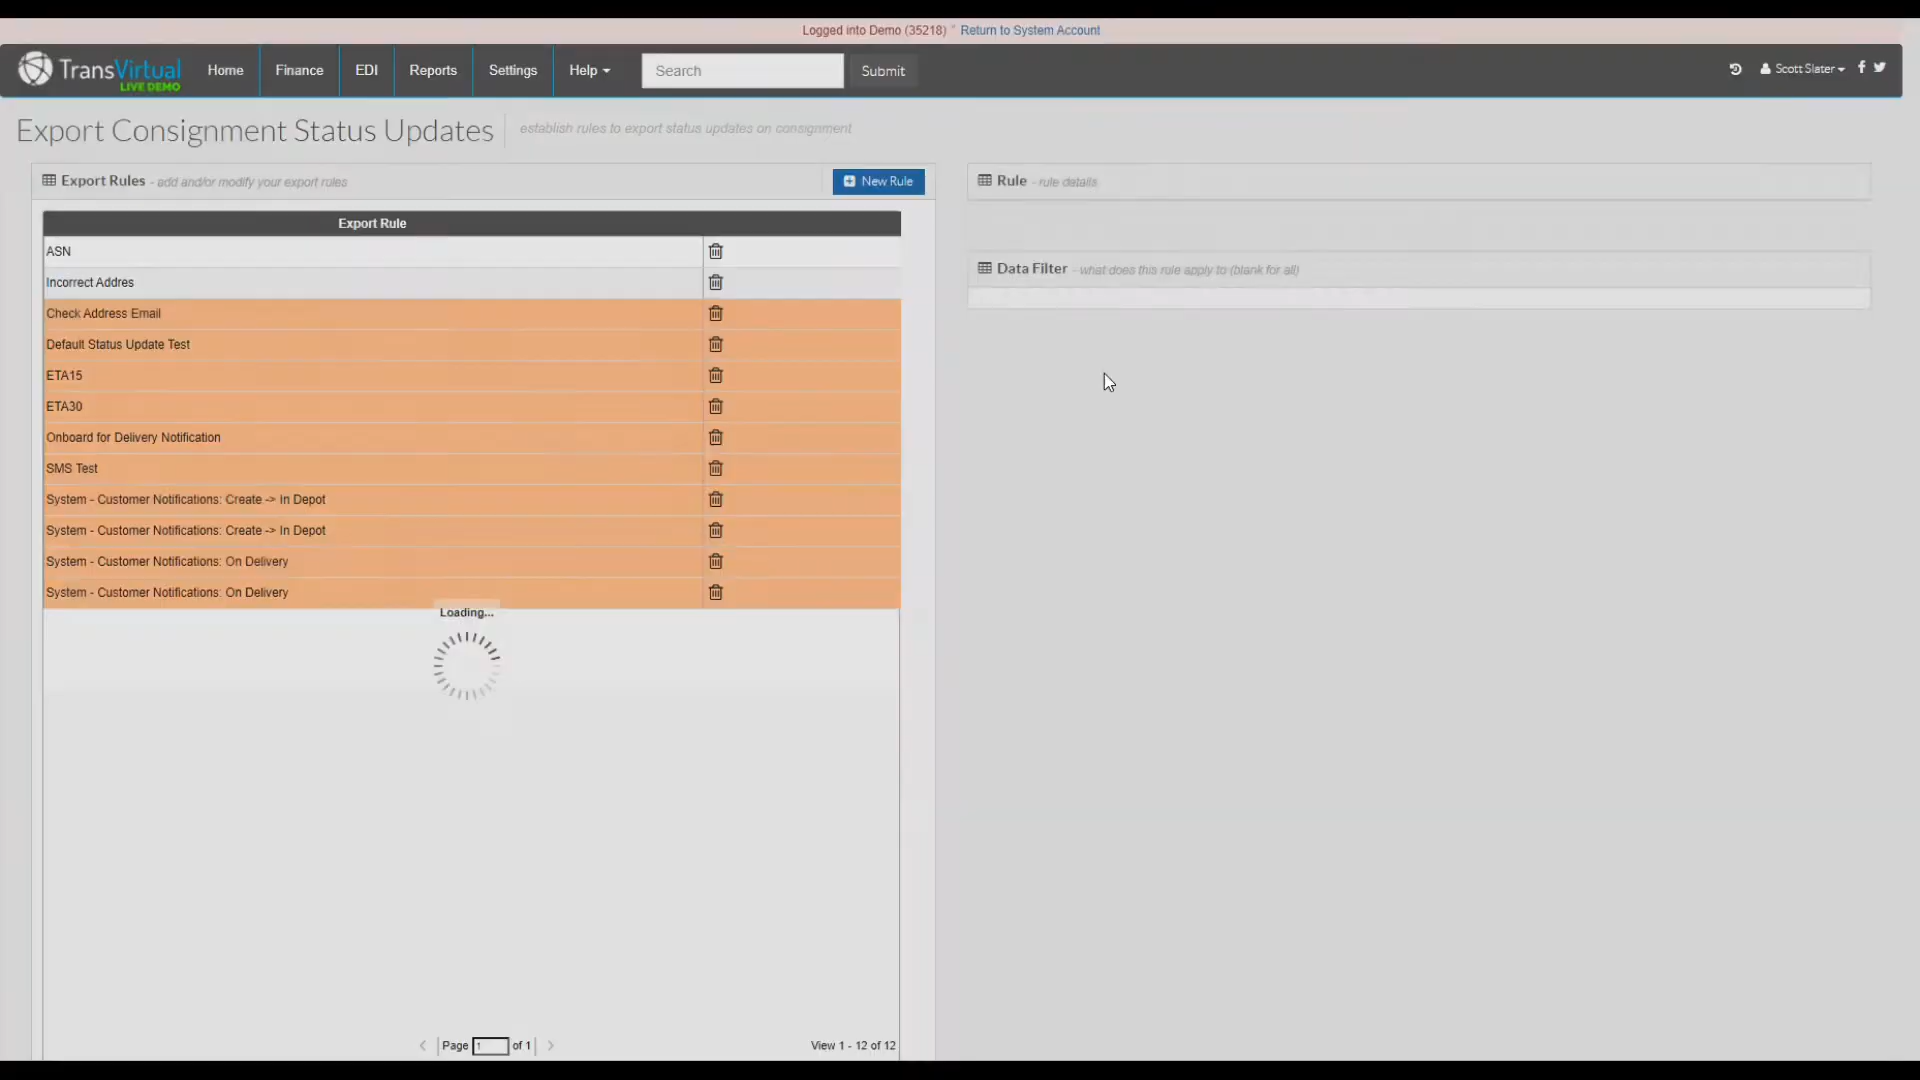 Logged into Demo (35218) * Return to System Account
TransVirtual
LIVE DEMO
Home
Finance
EDI
Reports
Settings
Help
Search
Submit
Scott Slater
Export Consignment Status Updates
establish rules to export status updates on consignment
Export Rules - add and/or modify your export rules
New Rule
Rule - rule details
Export Rule
ASN
Incorrect Addres
Data Filter - what does this rule apply to (blank for all)
Check Address Email
Default Status Update Test
ETA15
ETA30
Onboard for Delivery Notification
SMS Test
System - Customer Notifications: Create -> In Depot
System - Customer Notifications: Create -> In Depot
System - Customer Notifications: On Delivery
System - Customer Notifications: On Delivery
Loading...
Page 1 of 1
View 1 - 12 of 12